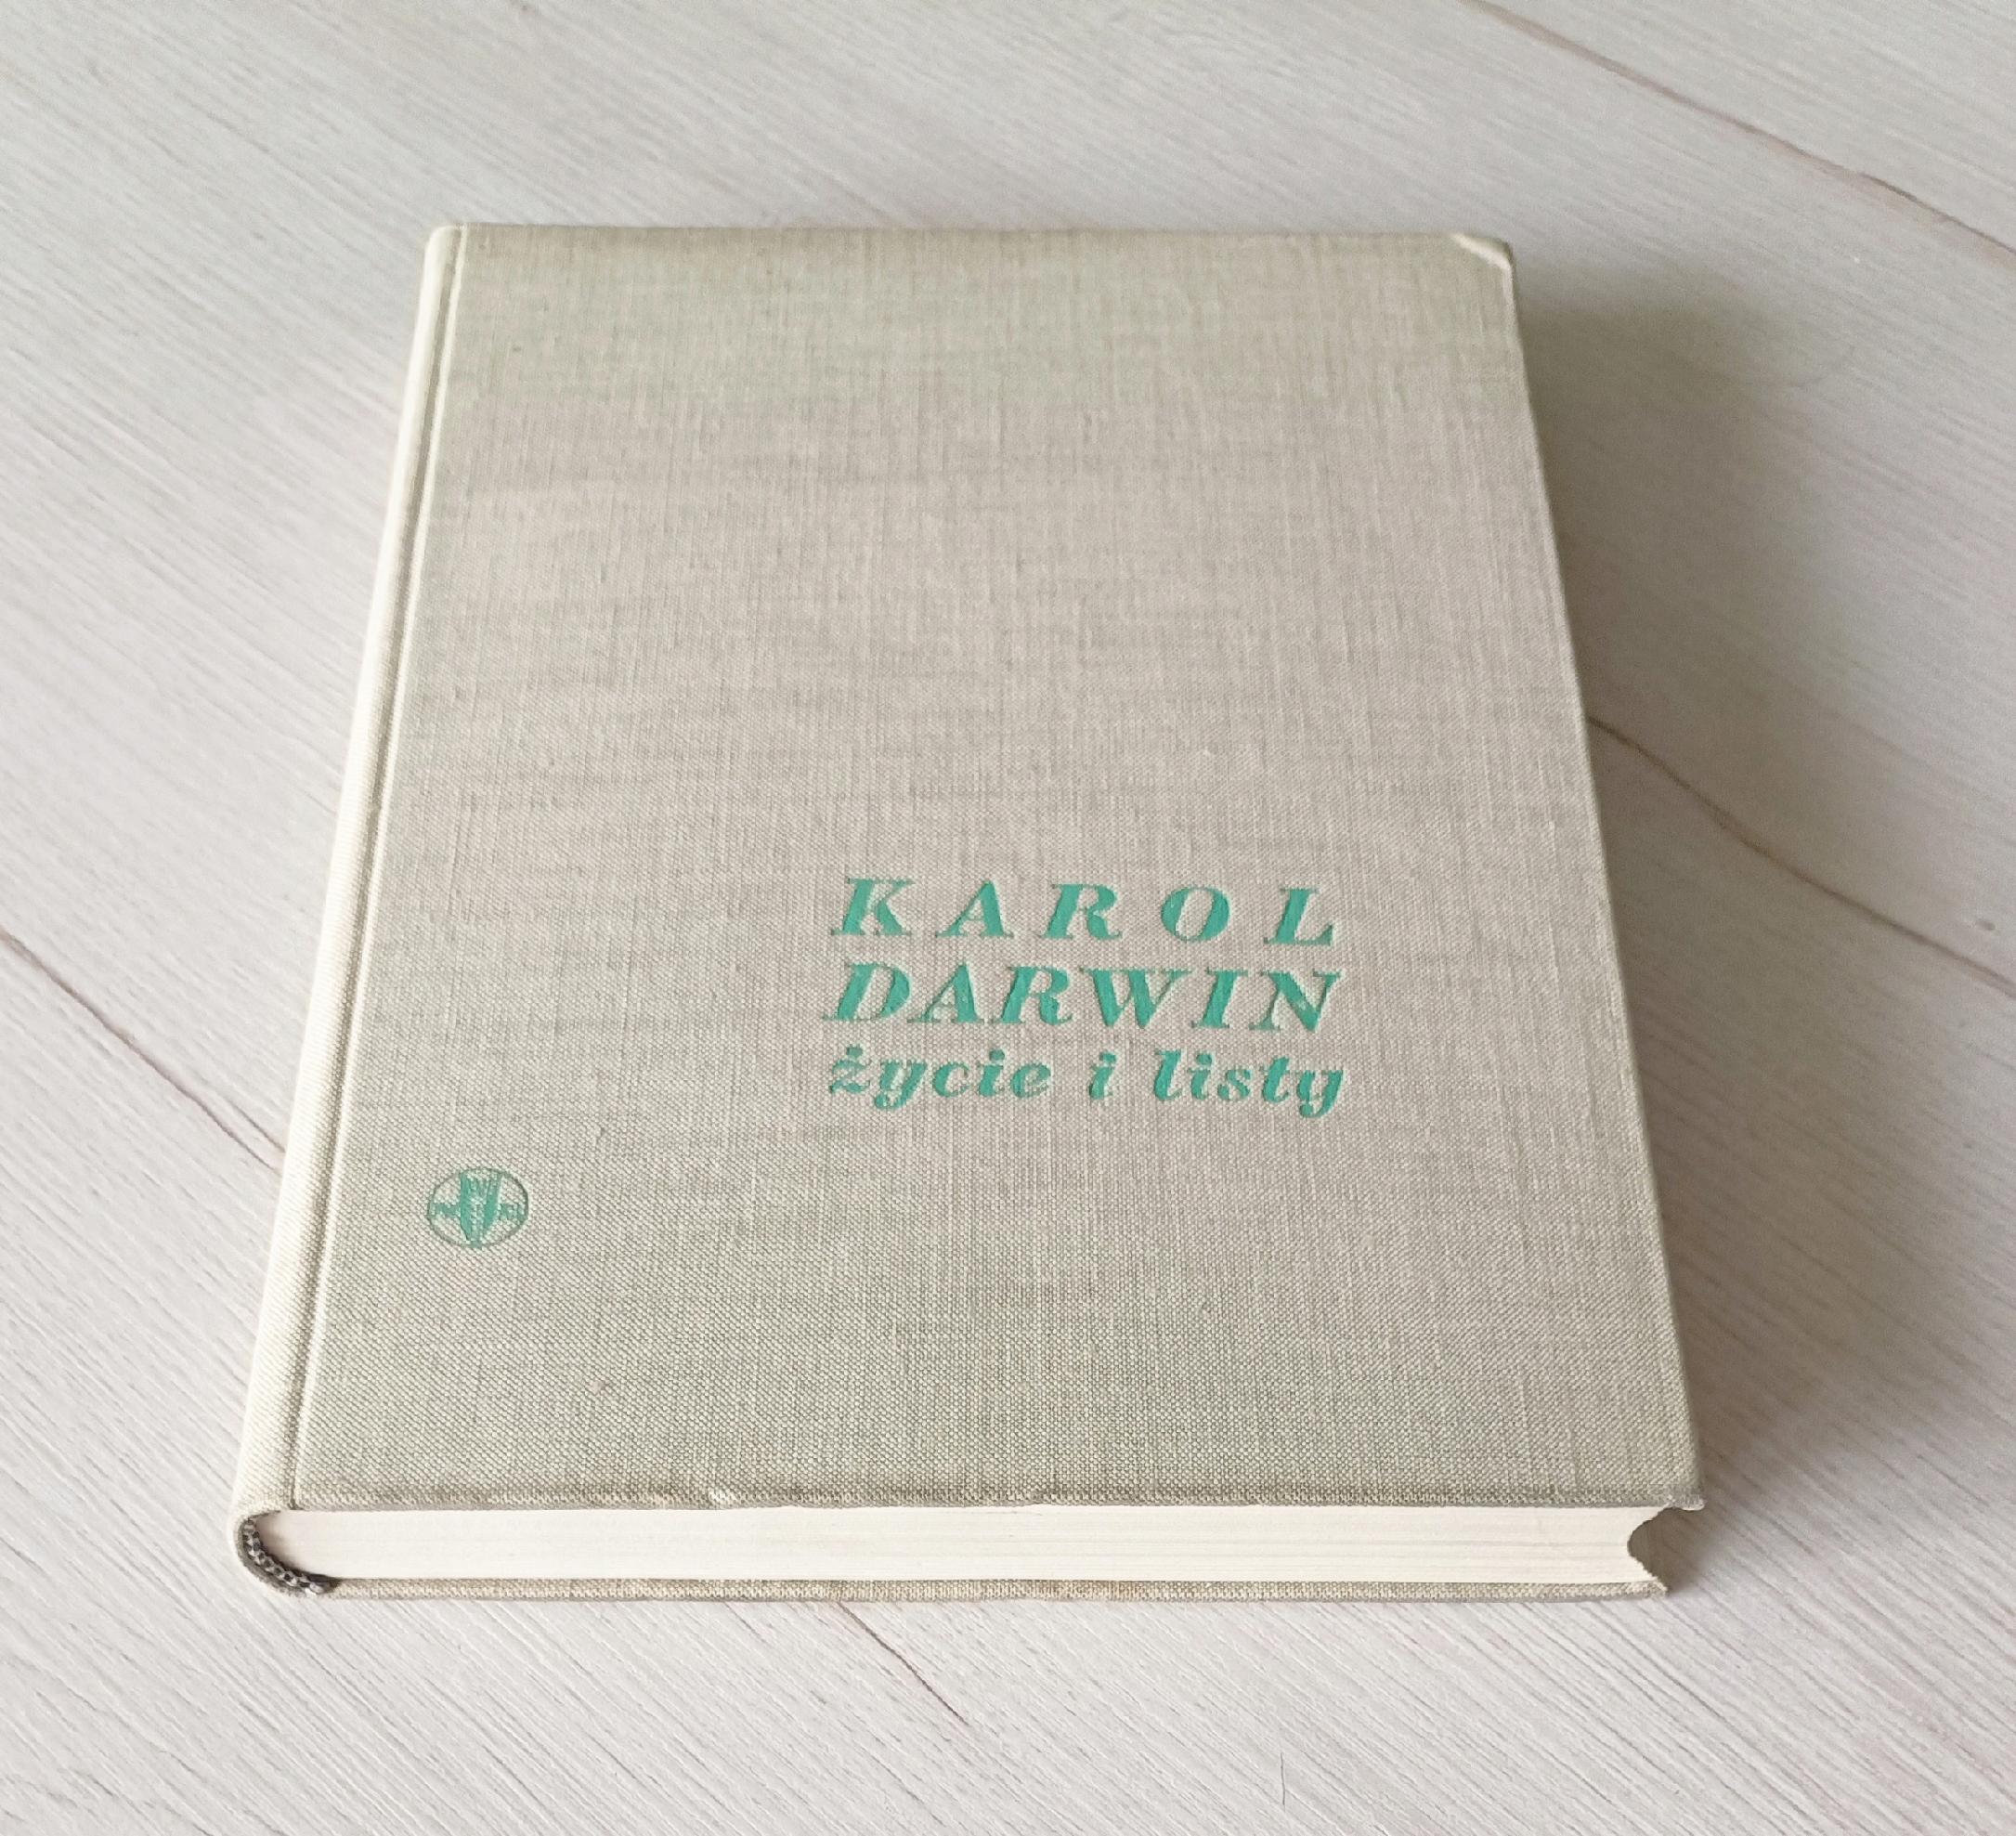 KAROL
DARWIN
życie i listy